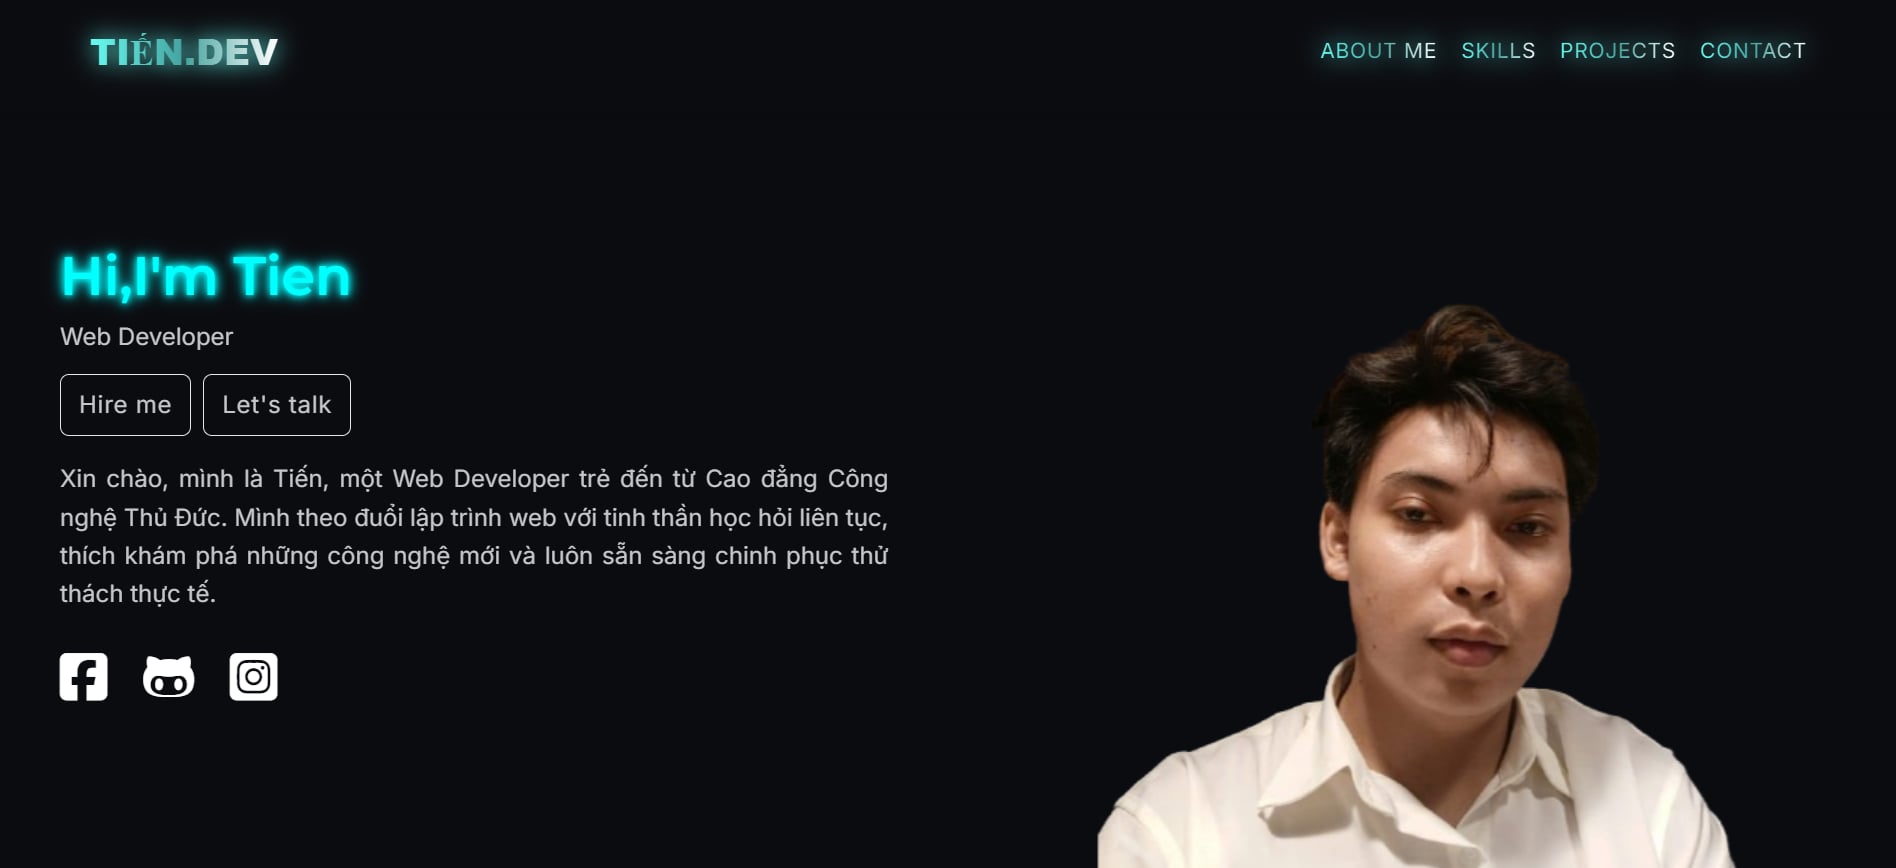 TIẾN.DEV
ABOUT ME SKILLS PROJECTS CONTACT
Hi,I'm Tien
Web Developer
Hire me Let's talk
Xin chào, mình là Tiến, một Web Developer trẻ đến từ Cao đẳng Công
nghệ Thủ Đức. Mình theo đuổi lập trình web với tinh thần học hỏi liên tục,
thích khám phá những công nghệ mới và luôn sẵn sàng chinh phục thử
thách thực tế.